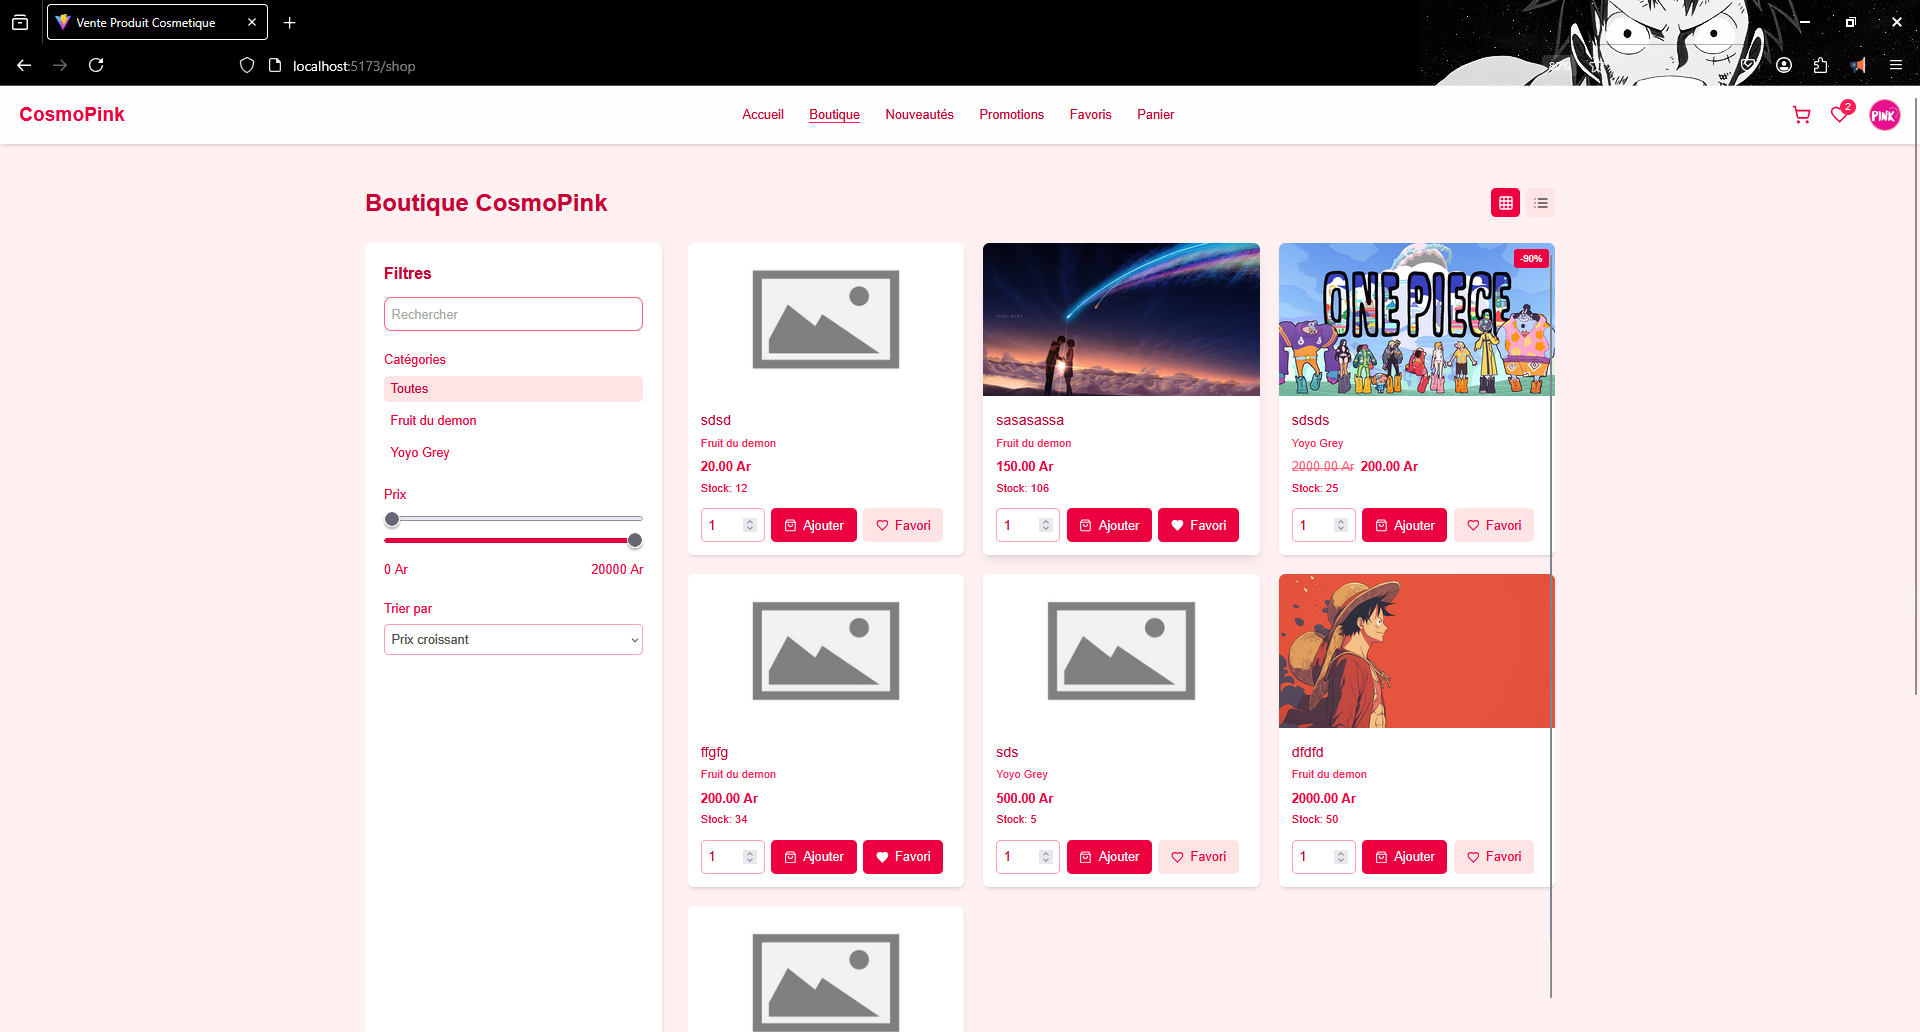 Vente Produit Cosmetique
localhost:5173/shop
CosmoPink
Accueil
Boutique
Nouveautés
Promotions
Favoris
Panier
2
PINK
Boutique CosmoPink
Filtres
Rechercher
Catégories
Toutes
Fruit du demon
Yoyo Grey
Prix
0 Ar
20000 Ar
Trier par
Prix croissant
sdsd
Fruit du demon
20.00 Ar
Stock: 12
1
Ajouter
Favori
sasasassa
Fruit du demon
150.00 Ar
Stock: 106
1
Ajouter
Favori
-90%
ONE PIECE
sdsds
Yoyo Grey
2000.00 Ar 200.00 Ar
Stock: 25
1
Ajouter
Favori
ffgfg
Fruit du demon
200.00 Ar
Stock: 34
1
Ajouter
Favori
sds
Yoyo Grey
500.00 Ar
Stock: 5
1
Ajouter
Favori
dfdfd
Fruit du demon
2000.00 Ar
Stock: 50
1
Ajouter
Favori